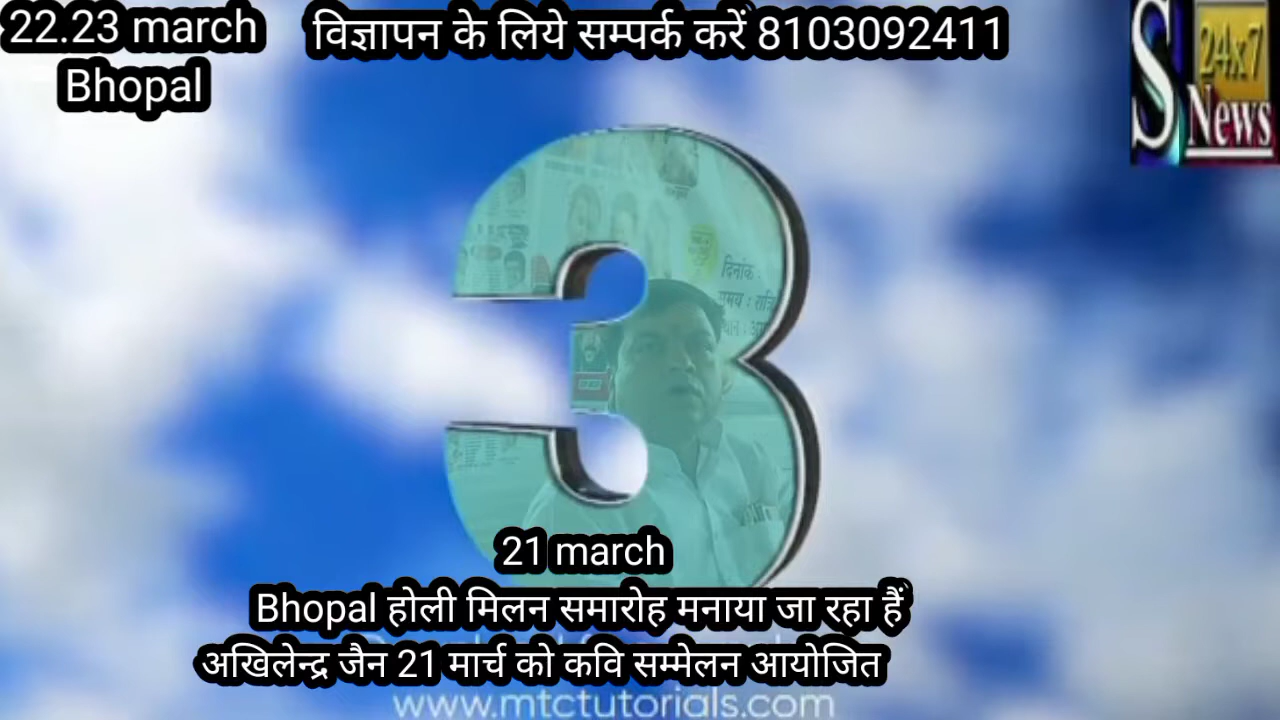 22.23 march
Bhopal
विज्ञापन के लिये सम्पर्क करें 8103092411
S 24x7 News
दिनांक :
समय : रात्रि
21 march
Bhopal होली मिलन समारोह मनाया जा रहा हैं
अखिलेन्द्र जैन 21 मार्च को कवि सम्मेलन आयोजित
www.mtctutorials.com